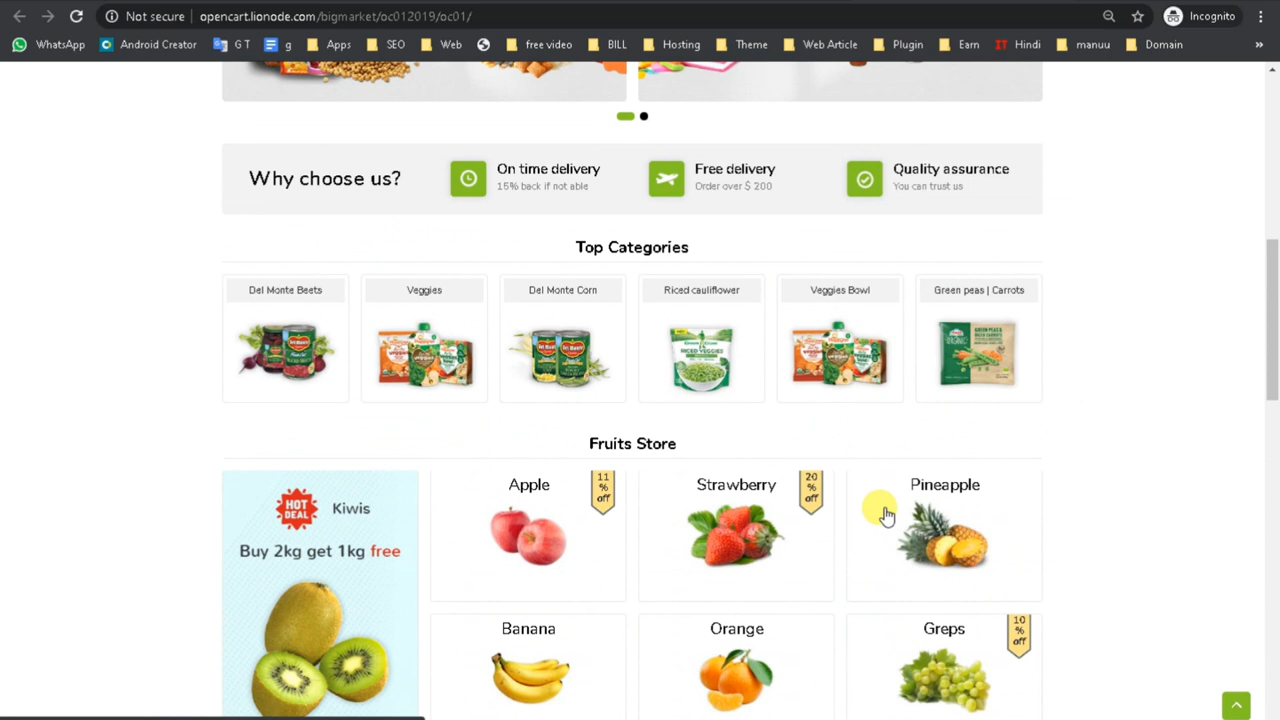 Not secure | opencart.lionode.com/bigmarket/oc012019/oc01/
Incognito
WhatsApp Android Creator G T g Apps SEO Web free video BILL Hosting Theme Web Article Plugin Earn IT Hindi manuu Domain »
Why choose us?
On time delivery
15% back if not able
Free delivery
Order over $ 200
Quality assurance
You can trust us
Top Categories
Del Monte Beets
Veggies
Del Monte Corn
Riced cauliflower
Veggies Bowl
Green peas | Carrots
Fruits Store
HOT
DEAL
Kiwis
Buy 2kg get 1kg free
Apple
11
%
off
Strawberry
20
%
off
Pineapple
Banana
Orange
Greps
10
%
off